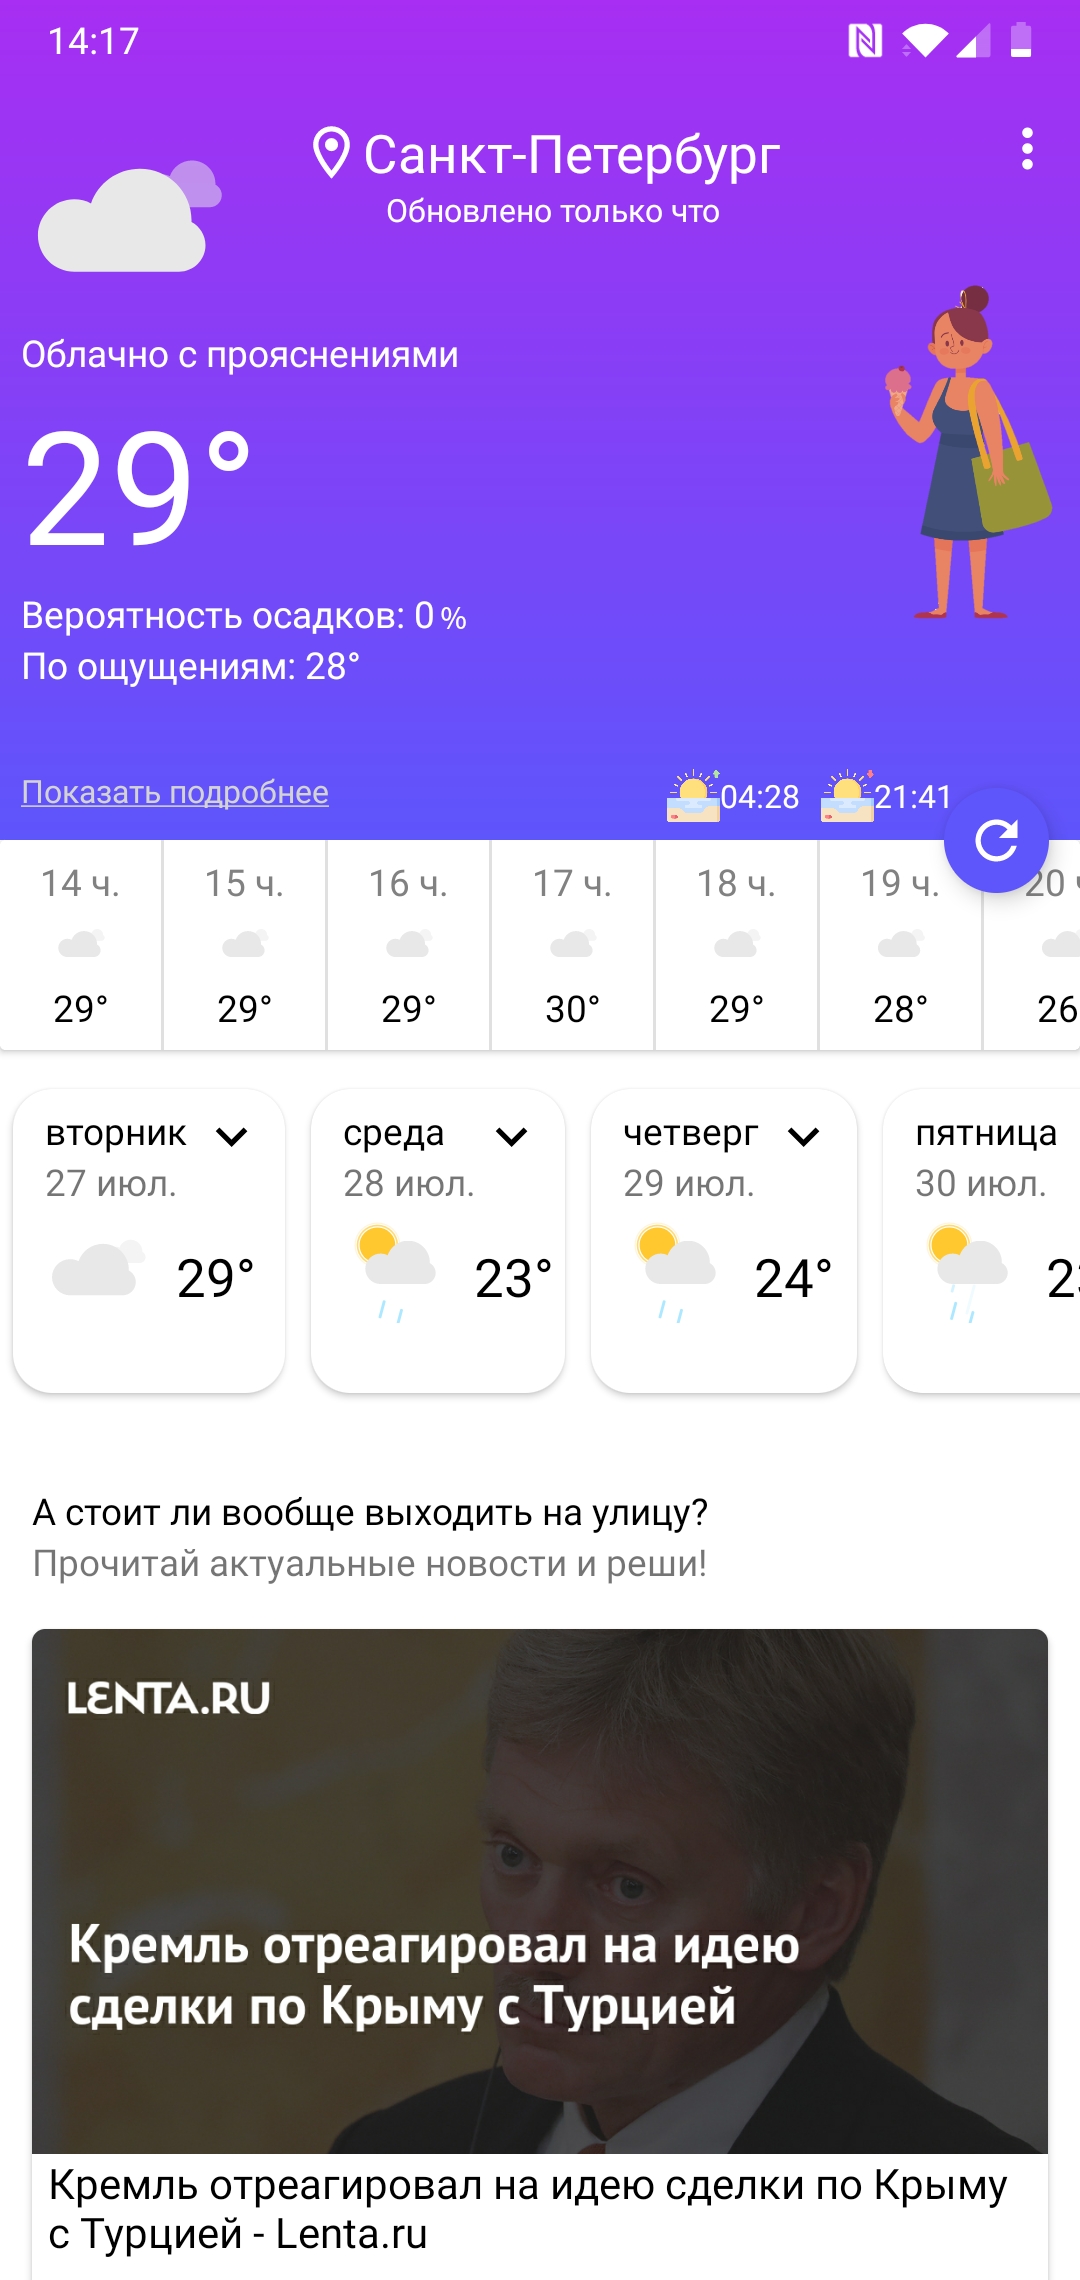 14:17
Санкт-Петербург
Обновлено только что
Облачно с прояснениями
29°
Вероятность осадков: 0 %
По ощущениям: 28°
Показать подробнее
04:28 21:41
14 ч. 15 ч. 16 ч. 17 ч. 18 ч. 19 ч. 20
29° 29° 29° 30° 29° 28° 26
вторник среда четверг пятница
27 июл. 28 июл. 29 июл. 30 июл.
29° 23° 24°
А стоит ли вообще выходить на улицу?
Прочитай актуальные новости и реши!
LENTA.RU
Кремль отреагировал на идею
сделки по Крыму с Турцией
Кремль отреагировал на идею сделки по Крыму
с Турцией - Lenta.ru